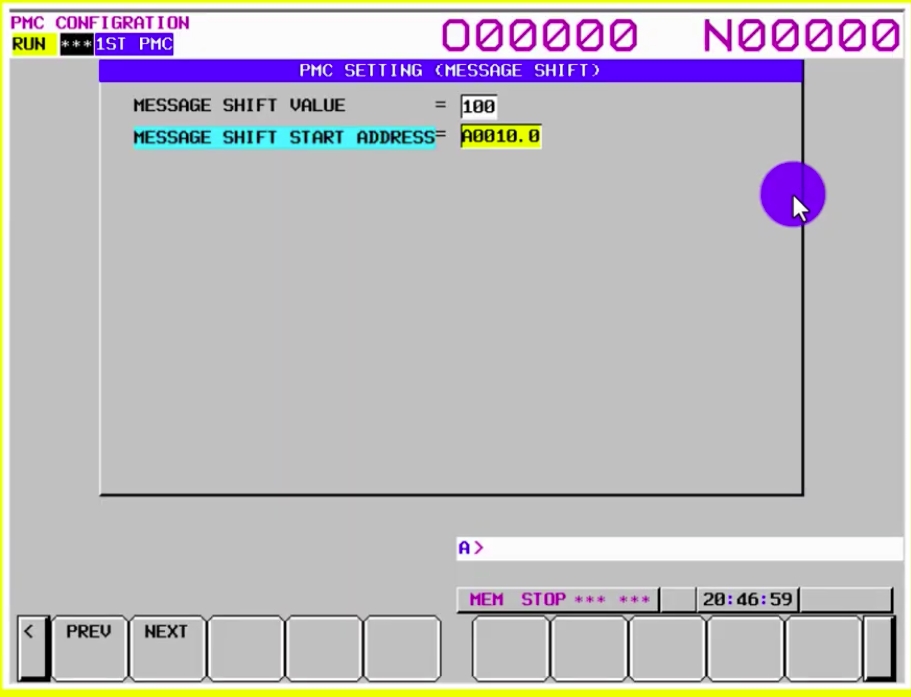 PMC CONFIGRATION
RUN ***1ST PMC O00000 N00000
PMC SETTING (MESSAGE SHIFT)
MESSAGE SHIFT VALUE = 100
MESSAGE SHIFT START ADDRESS= A0010.0
A>
MEM STOP *** *** 20:46:59
< PREV NEXT